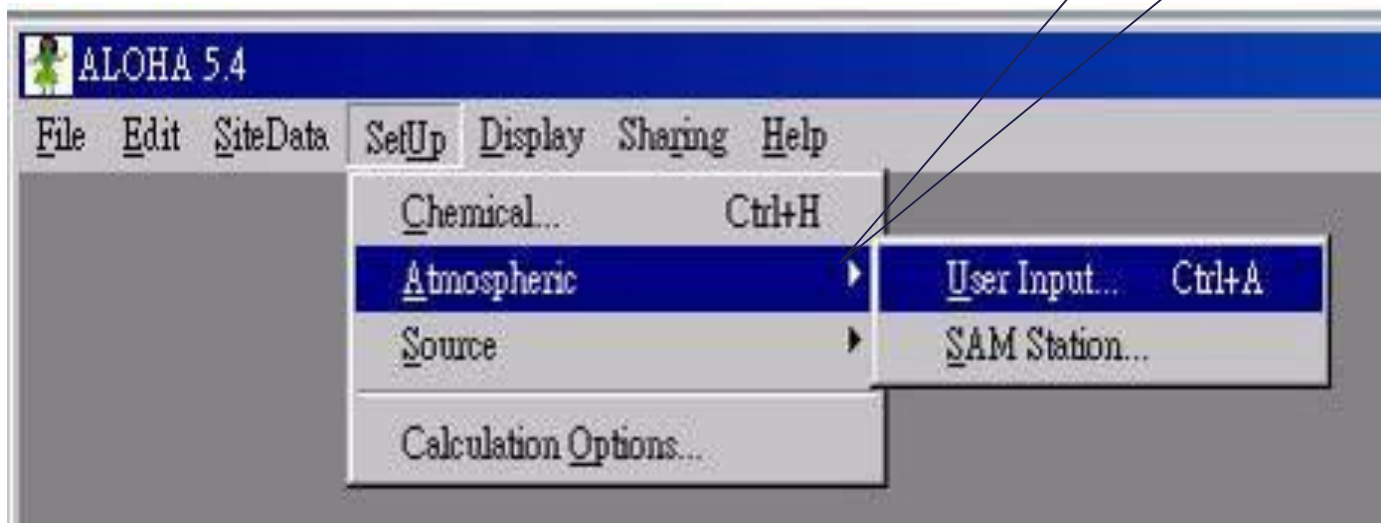 ALOHA 5.4
File Edit SiteData SetUp Display Sharing Help
Chemical... Ctrl+H
Atmospheric
User Input... Ctrl+A
Source
SAM Station...
Calculation Options...